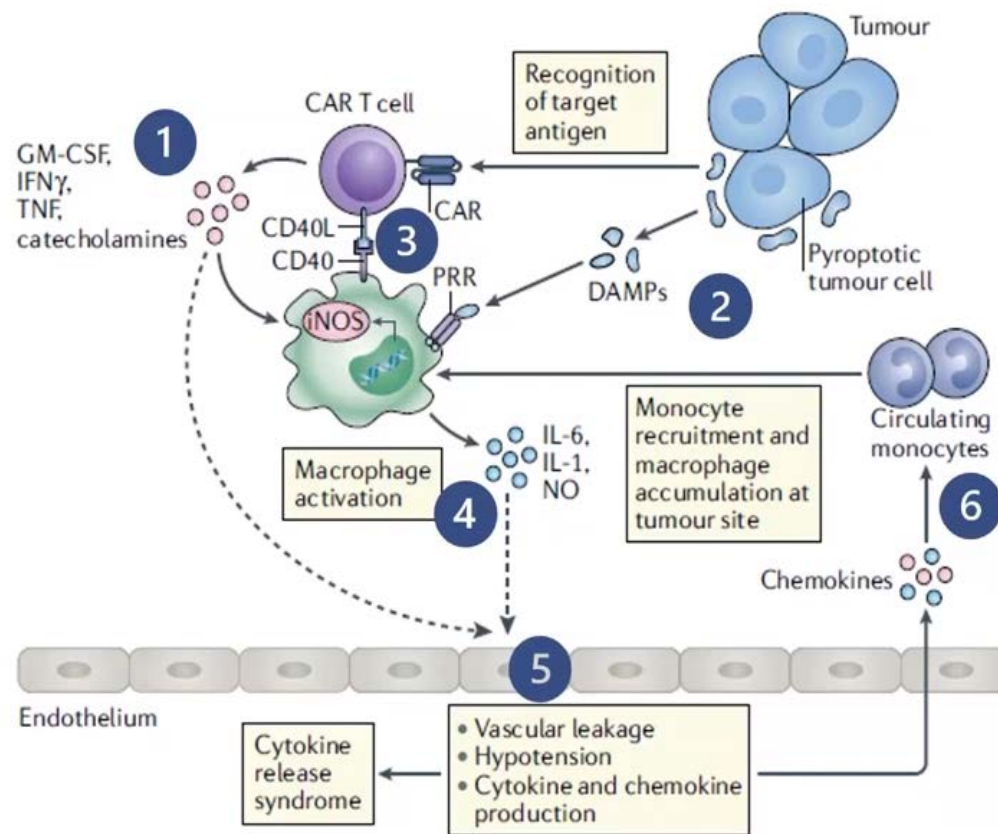 Tumour
Recognition
of target
antigen
CAR T cell
1
GM-CSF,
IFNγ,
TNF,
catecholamines
CAR
CD40L
3
CD40
PRR
DAMPs
2
Pyroptotic
tumour cell
iNOS
Circulating
monocytes
Monocyte
recruitment and
macrophage
accumulation at
tumour site
IL-6,
IL-1,
NO
Macrophage
activation
4
6
Chemokines
5
Endothelium
Cytokine
release
syndrome
• Vascular leakage
• Hypotension
• Cytokine and chemokine
production